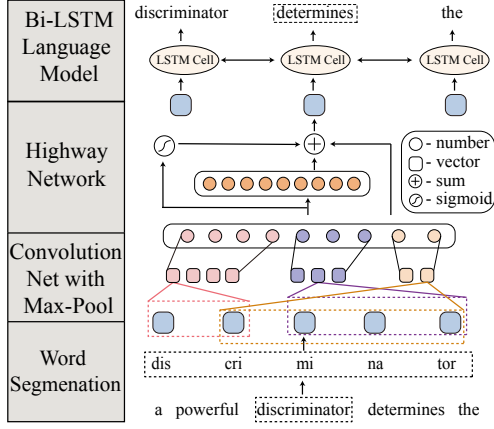 Bi-LSTM
Language
Model
discriminator
determines
the
LSTM Cell
LSTM Cell
LSTM Cell
Highway
Network
- number
- vector
- sum
- sigmoid
Convolution
Net with
Max-Pool
Word
Segmenation
dis cri mi na tor
a powerful discriminator determines the